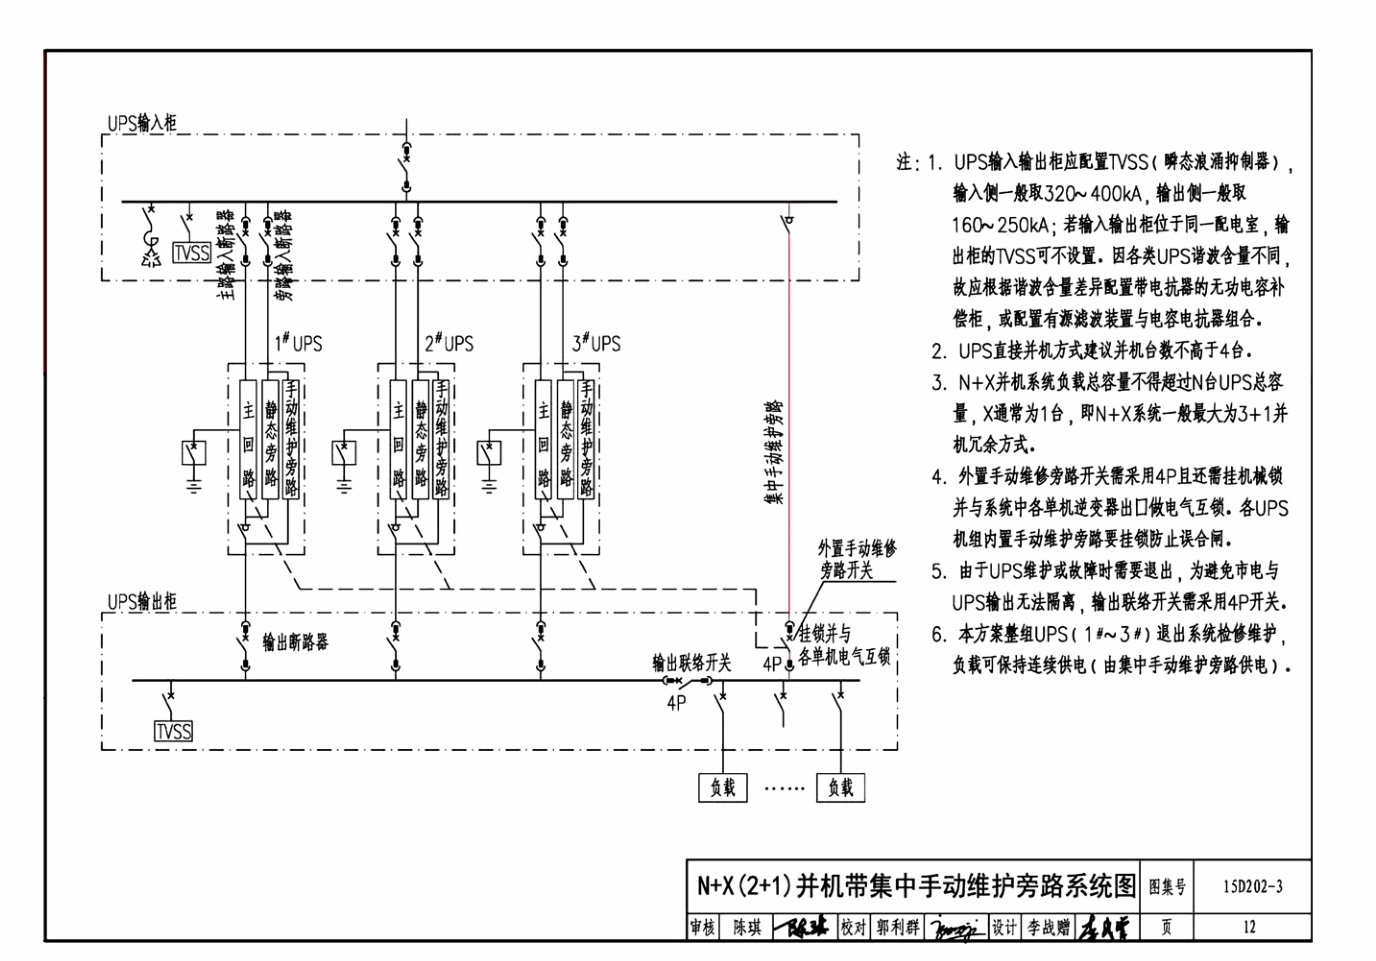 UPS输入柜
主路输入断路器
旁路输入断路器
TVSS
1#UPS
2#UPS
3#UPS
主回路
静态旁路
手动维护旁路
主回路
静态旁路
手动维护旁路
主回路
静态旁路
手动维护旁路
集中手动维护旁路
外置手动维修
旁路开关
UPS输出柜
输出断路器
挂锁并与
各单机电气互锁
输出联络开关
4P
4P
TVSS
负载
……
负载
注：1. UPS输入输出柜应配置TVSS（瞬态浪涌抑制器），
输入侧一般取320~400kA，输出侧一般取
160~250kA；若输入输出柜位于同一配电室，输
出柜的TVSS可不设置。因各类UPS谐波含量不同，
故应根据谐波含量差异配置带电抗器的无功电容补
偿柜，或配置有源滤波装置与电容电抗器组合。
2. UPS直接并机方式建议并机台数不高于4台。
3. N+X并机系统负载总容量不得超过N台UPS总容
量，X通常为1台，即N+X系统一般最大为3+1并
机冗余方式。
4. 外置手动维修旁路开关需采用4P且还需挂机械锁
并与系统中各单机逆变器出口做电气互锁。各UPS
机组内置手动维护旁路要挂锁防止误合闸。
5. 由于UPS维护或故障时需要退出，为避免市电与
UPS输出无法隔离，输出联络开关需采用4P开关。
6. 本方案整组UPS（1#~3#）退出系统检修维护，
负载可保持连续供电（由集中手动维护旁路供电）。
N+X(2+1)并机带集中手动维护旁路系统图
图集号
15D202-3
审核 陈琪 陈琪 校对 郭利群 设计 李战赠
页
12